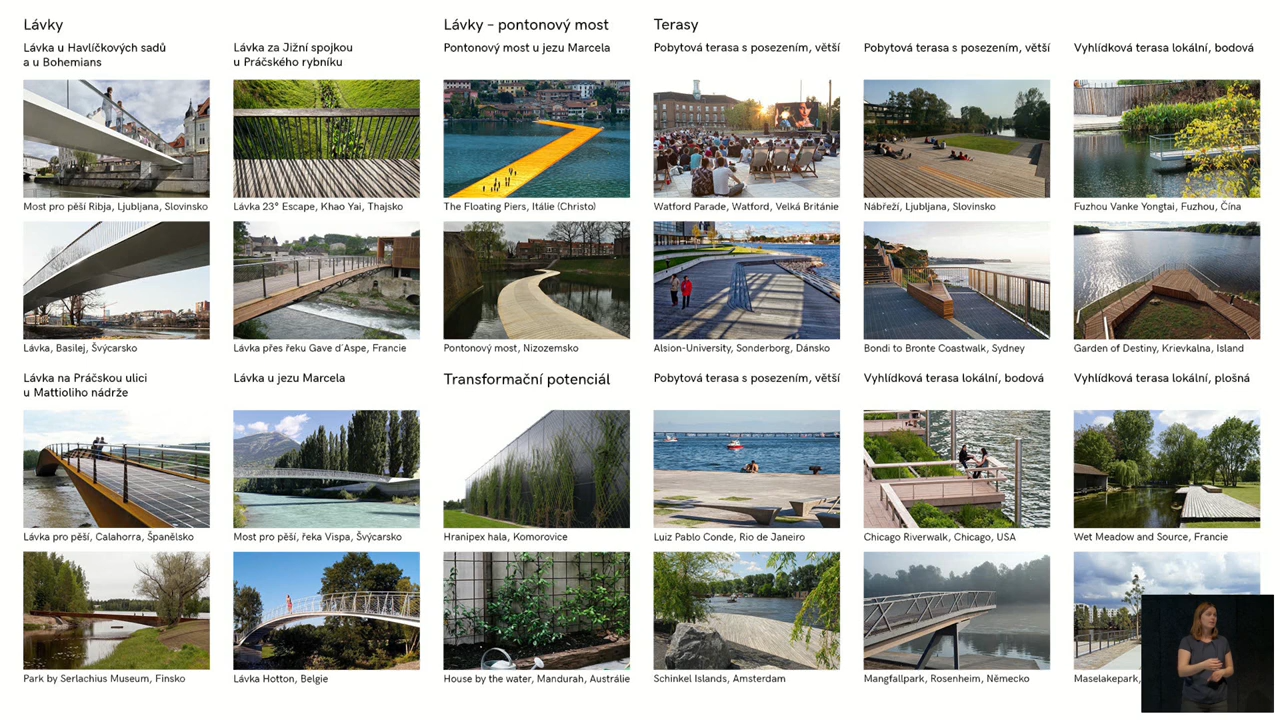 Lávky
Lávky – pontonový most
Terasy
Lávka u Havlíčkových sadů
a u Bohemians
Lávka za Jižní spojkou
u Práčského rybníku
Pontonový most u jezu Marcela
Pobytová terasa s posezením, větší
Pobytová terasa s posezením, větší
Vyhlídková terasa lokální, bodová
Most pro pěší Ribja, Ljubljana, Slovinsko
Lávka 23° Escape, Khao Yai, Thajsko
The Floating Piers, Itálie (Christo)
Watford Parade, Watford, Velká Británie
Nábřeží, Ljubljana, Slovinsko
Fuzhou Vanke Yongtai, Fuzhou, Čína
Lávka, Basilej, Švýcarsko
Lávka přes řeku Gave d´Aspe, Francie
Pontonový most, Nizozemsko
Alsion-University, Sonderborg, Dánsko
Bondi to Bronte Coastwalk, Sydney
Garden of Destiny, Krievkalna, Island
Lávka na Práčskou ulici
u Mattioliho nádrže
Lávka u jezu Marcela
Transformační potenciál
Pobytová terasa s posezením, větší
Vyhlídková terasa lokální, bodová
Vyhlídková terasa lokální, plošná
Lávka pro pěší, Calahorra, Španělsko
Most pro pěší, řeka Vispa, Švýcarsko
Hranipex hala, Komorovice
Luiz Pablo Conde, Rio de Janeiro
Chicago Riverwalk, Chicago, USA
Wet Meadow and Source, Francie
Park by Serlachius Museum, Finsko
Lávka Hotton, Belgie
House by the water, Mandurah, Austrálie
Schinkel Islands, Amsterdam
Mangfallpark, Rosenheim, Německo
Maselakepark,